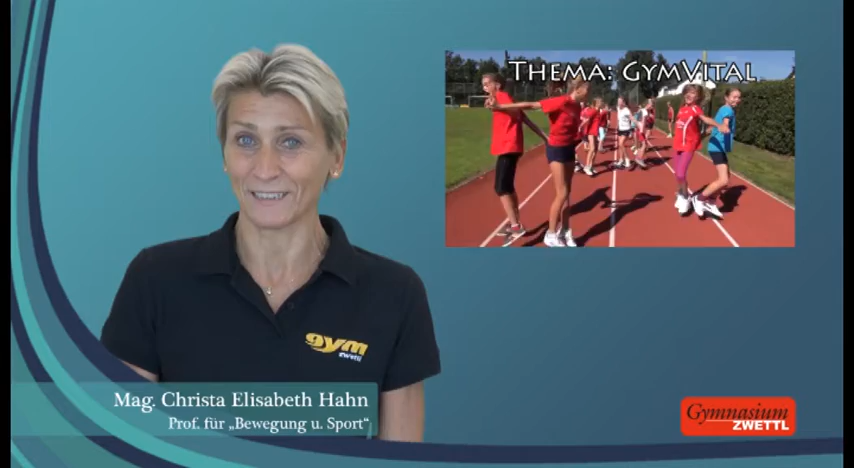 THEMA: GYMVITAL
gym
zwettl
Mag. Christa Elisabeth Hahn
Prof. für „Bewegung u. Sport“
Gymnasium
ZWETTL